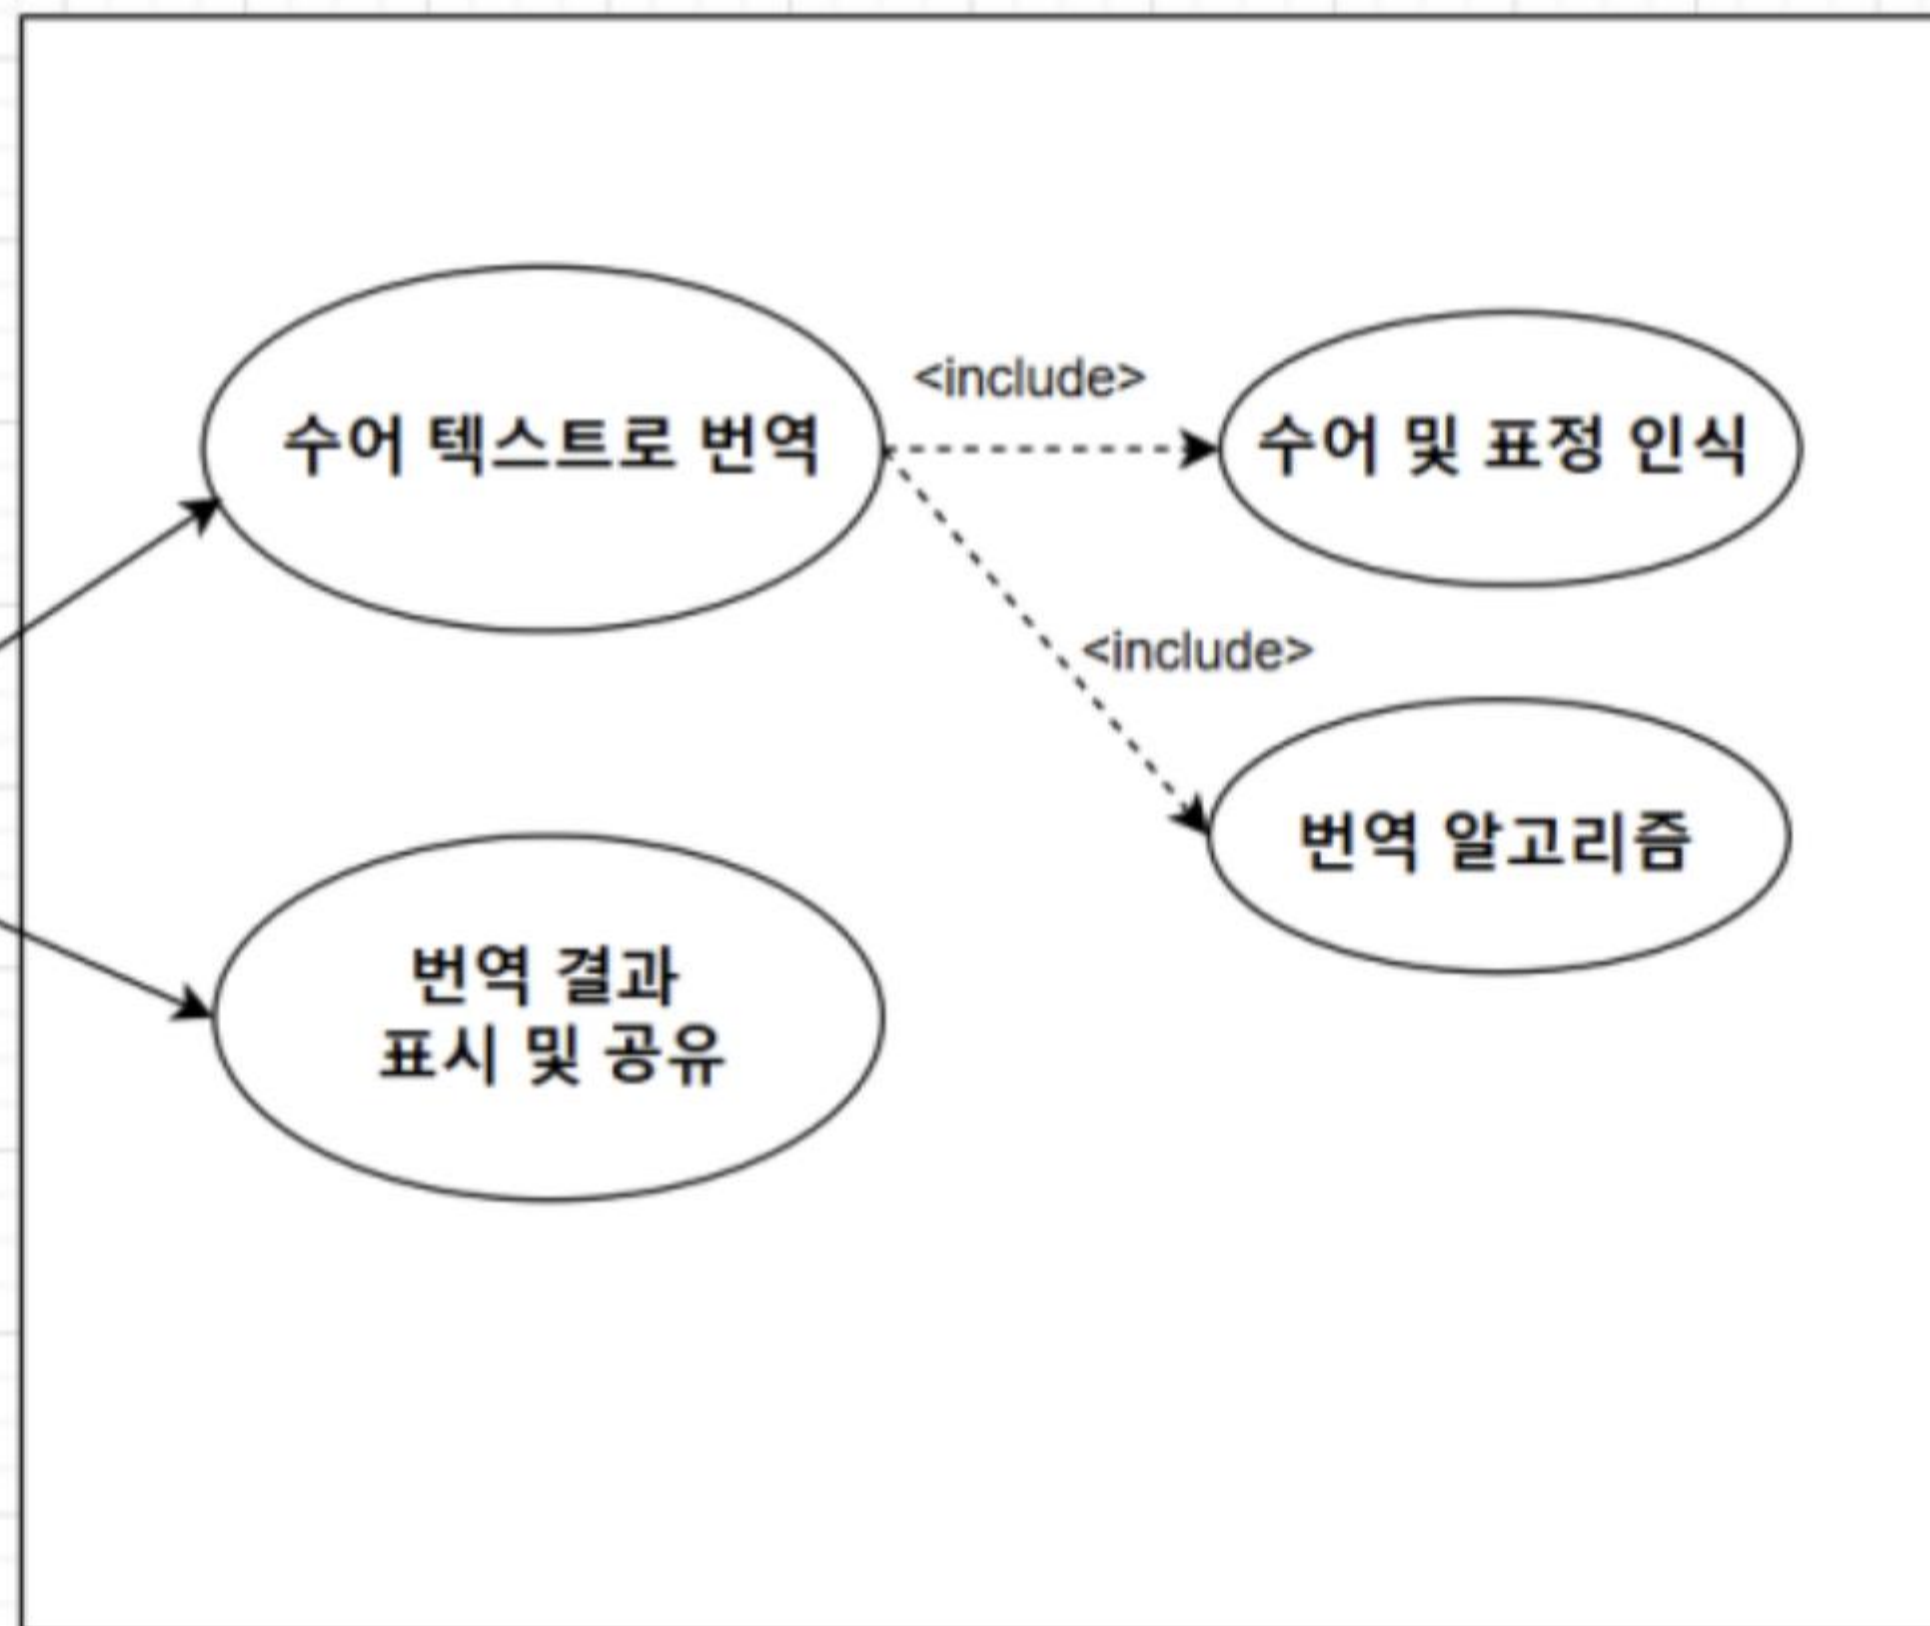 <include>
수어 텍스트로 번역
수어 및 표정 인식
<include>
번역 알고리즘
번역 결과
표시 및 공유